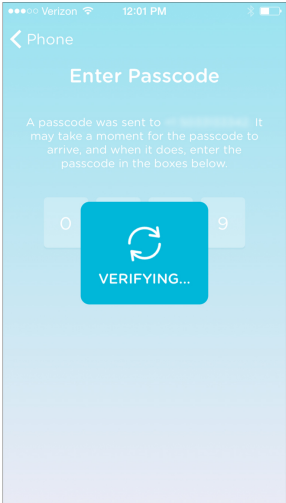 Verizon 12:01 PM
Phone
Enter Passcode
A passcode was sent to It
may take a moment for the passcode to
arrive, and when it does, enter the
passcode in the boxes below.
0 9
VERIFYING...